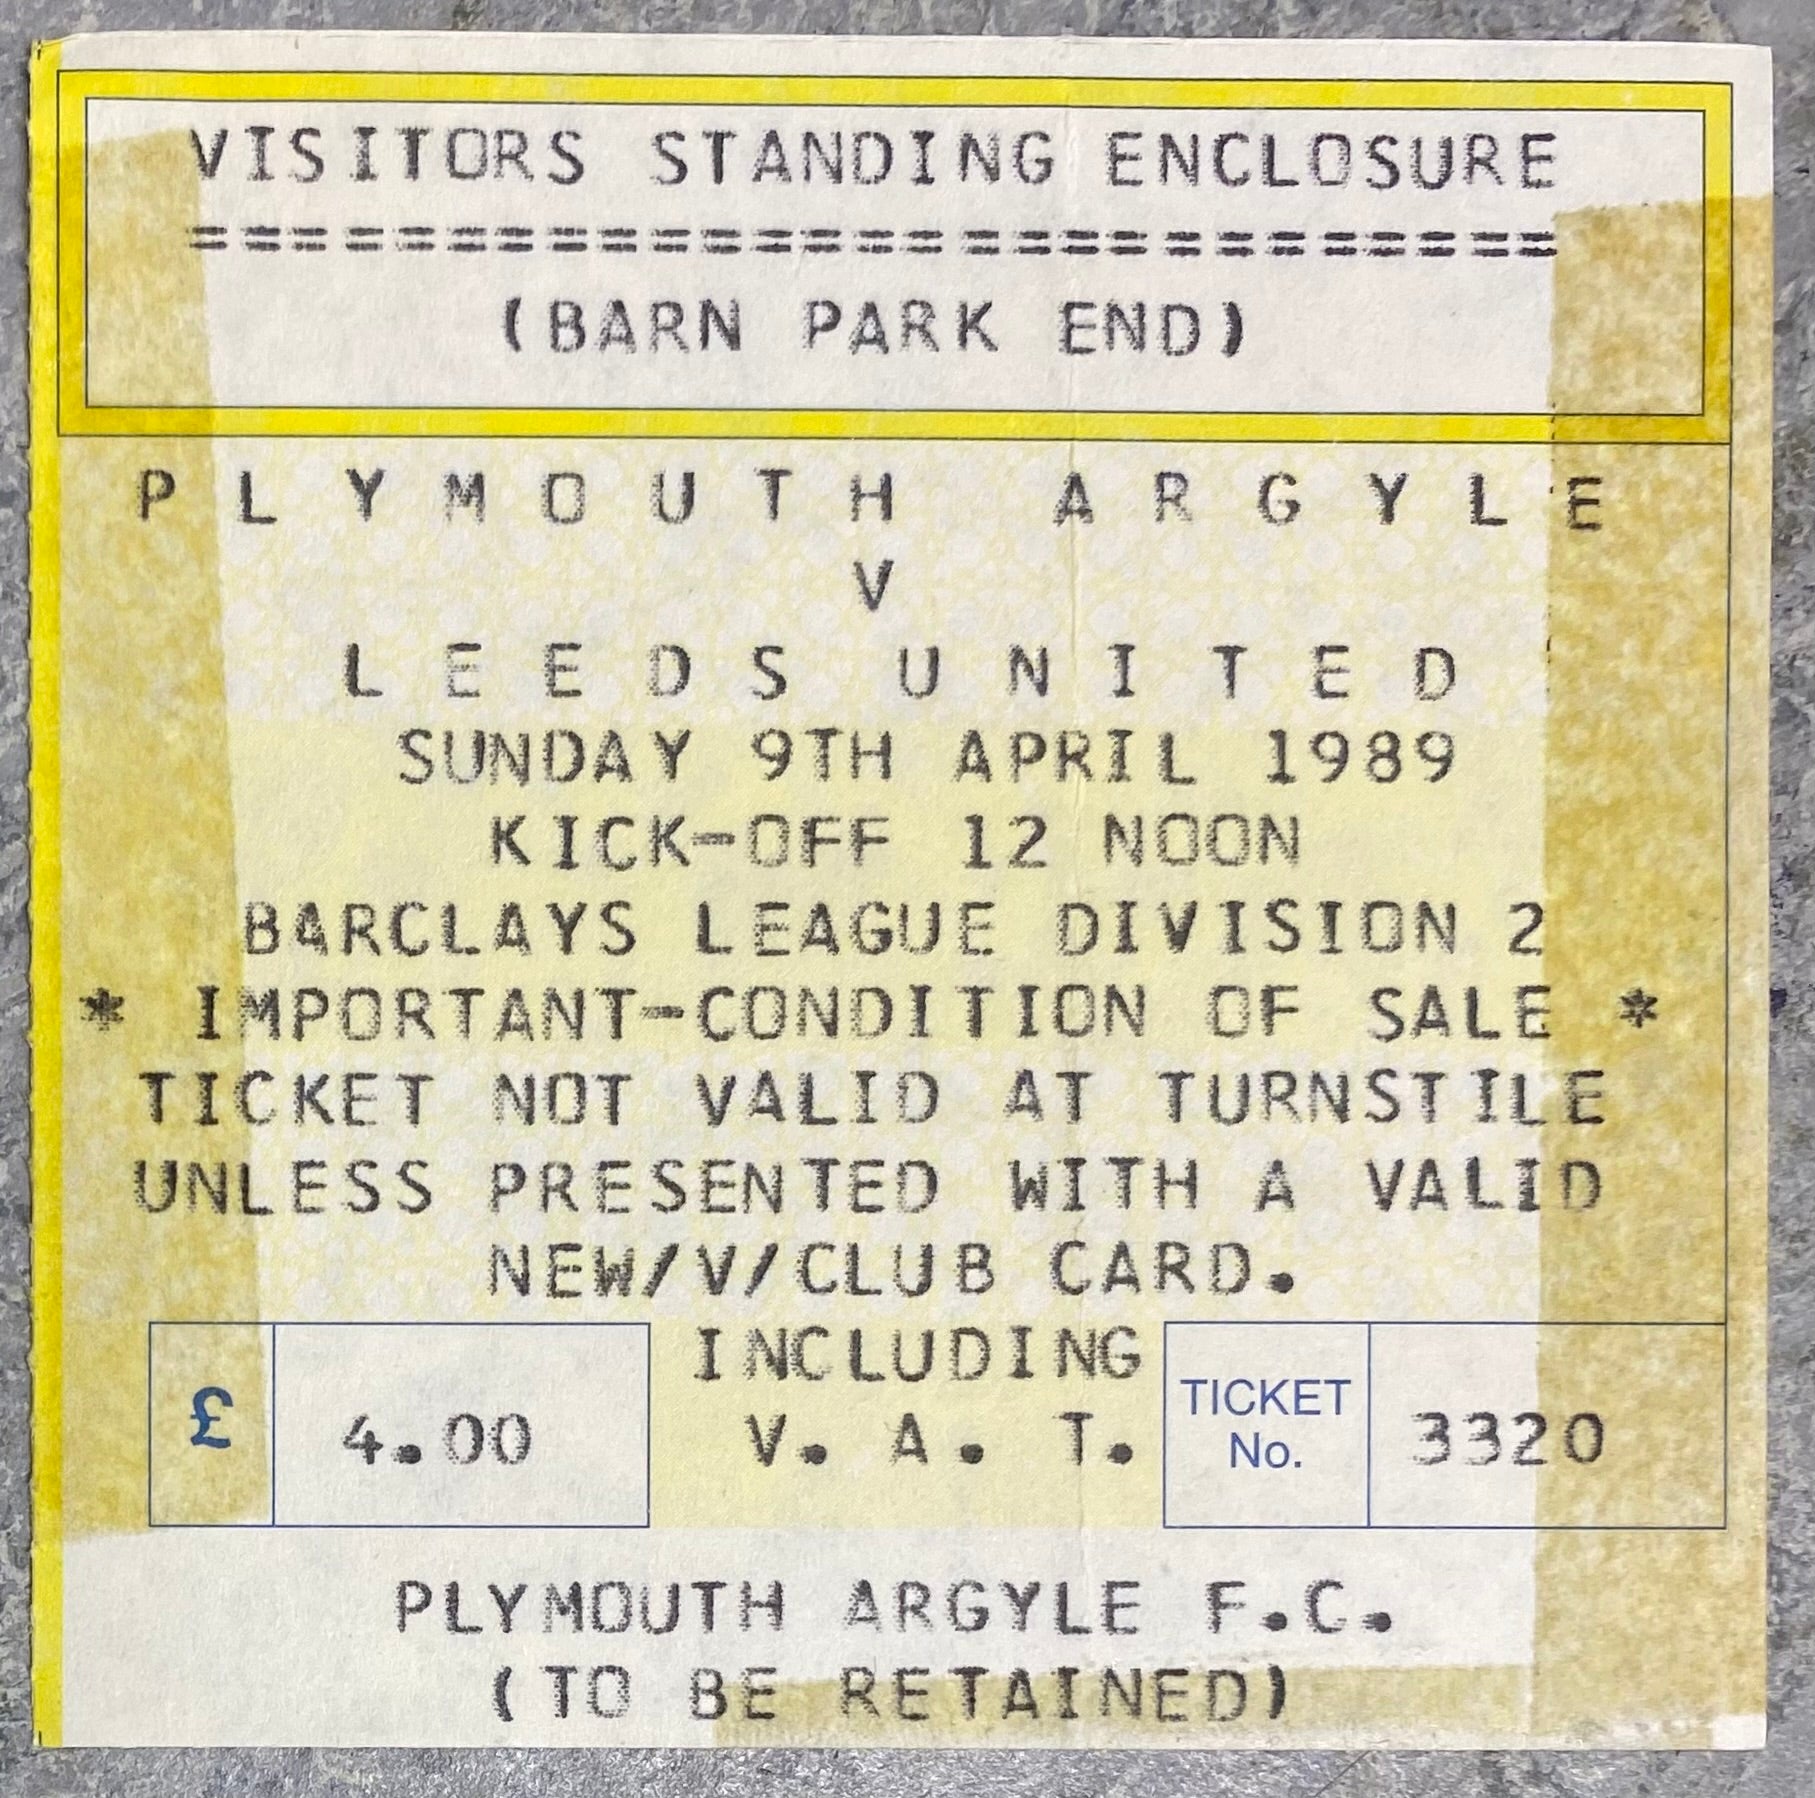 VISITORS STANDING ENCLOSURE
===========================
(BARN PARK END)
PLYMOUTH ARGYLE
V
LEEDS UNITED
SUNDAY 9TH APRIL 1989
KICK-OFF 12 NOON
BARCLAYS LEAGUE DIVISION 2
* IMPORTANT-CONDITION OF SALE *
TICKET NOT VALID AT TURNSTILE
UNLESS PRESENTED WITH A VALID
NEW/V/CLUB CARD.
£ 4.00
INCLUDING
V. A. T.
TICKET
No.
3320
PLYMOUTH ARGYLE F.C.
(TO BE RETAINED)